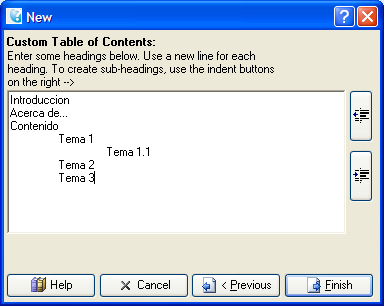 New
Custom Table of Contents:
Enter some headings below. Use a new line for each
heading. To create sub-headings, use the indent buttons
on the right -->
Introduccion
Acerca de...
Contenido
Tema 1
Tema 1.1
Tema 2
Tema 3
Help
Cancel
< Previous
Finish